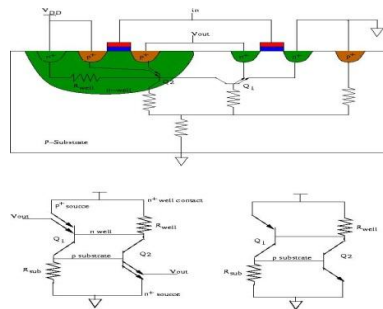 VDD
in
Vout
n+
p+
p+
n+
n+
p+
Rwell
Q2
Q1
P-Substrate
p+ source
n+ well contact
Vout
Rwell
Q1
n well
p substrate
Q2
Rsub
Vout
n+ source
Rwell
Q1
p substrate
Q2
Rsub